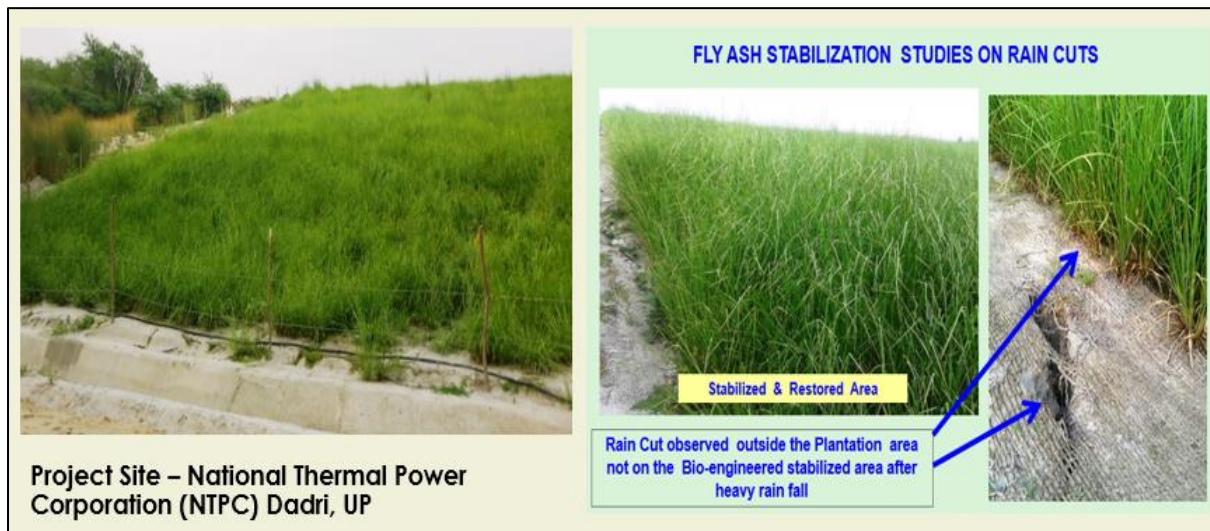 FLY ASH STABILIZATION STUDIES ON RAIN CUTS
Stabilized & Restored Area
Rain Cut observed outside the Plantation area
not on the Bio-engineered stabilized area after
heavy rain fall
Project Site – National Thermal Power
Corporation (NTPC) Dadri, UP